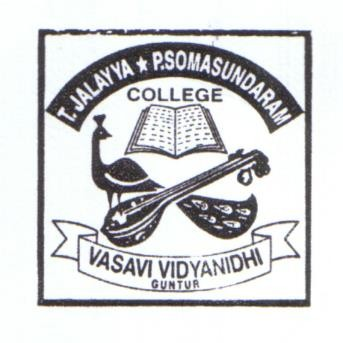 T. JALAYYA ★ P.SOMASUNDARAM
COLLEGE
VASAVI VIDYANIDHI
GUNTUR